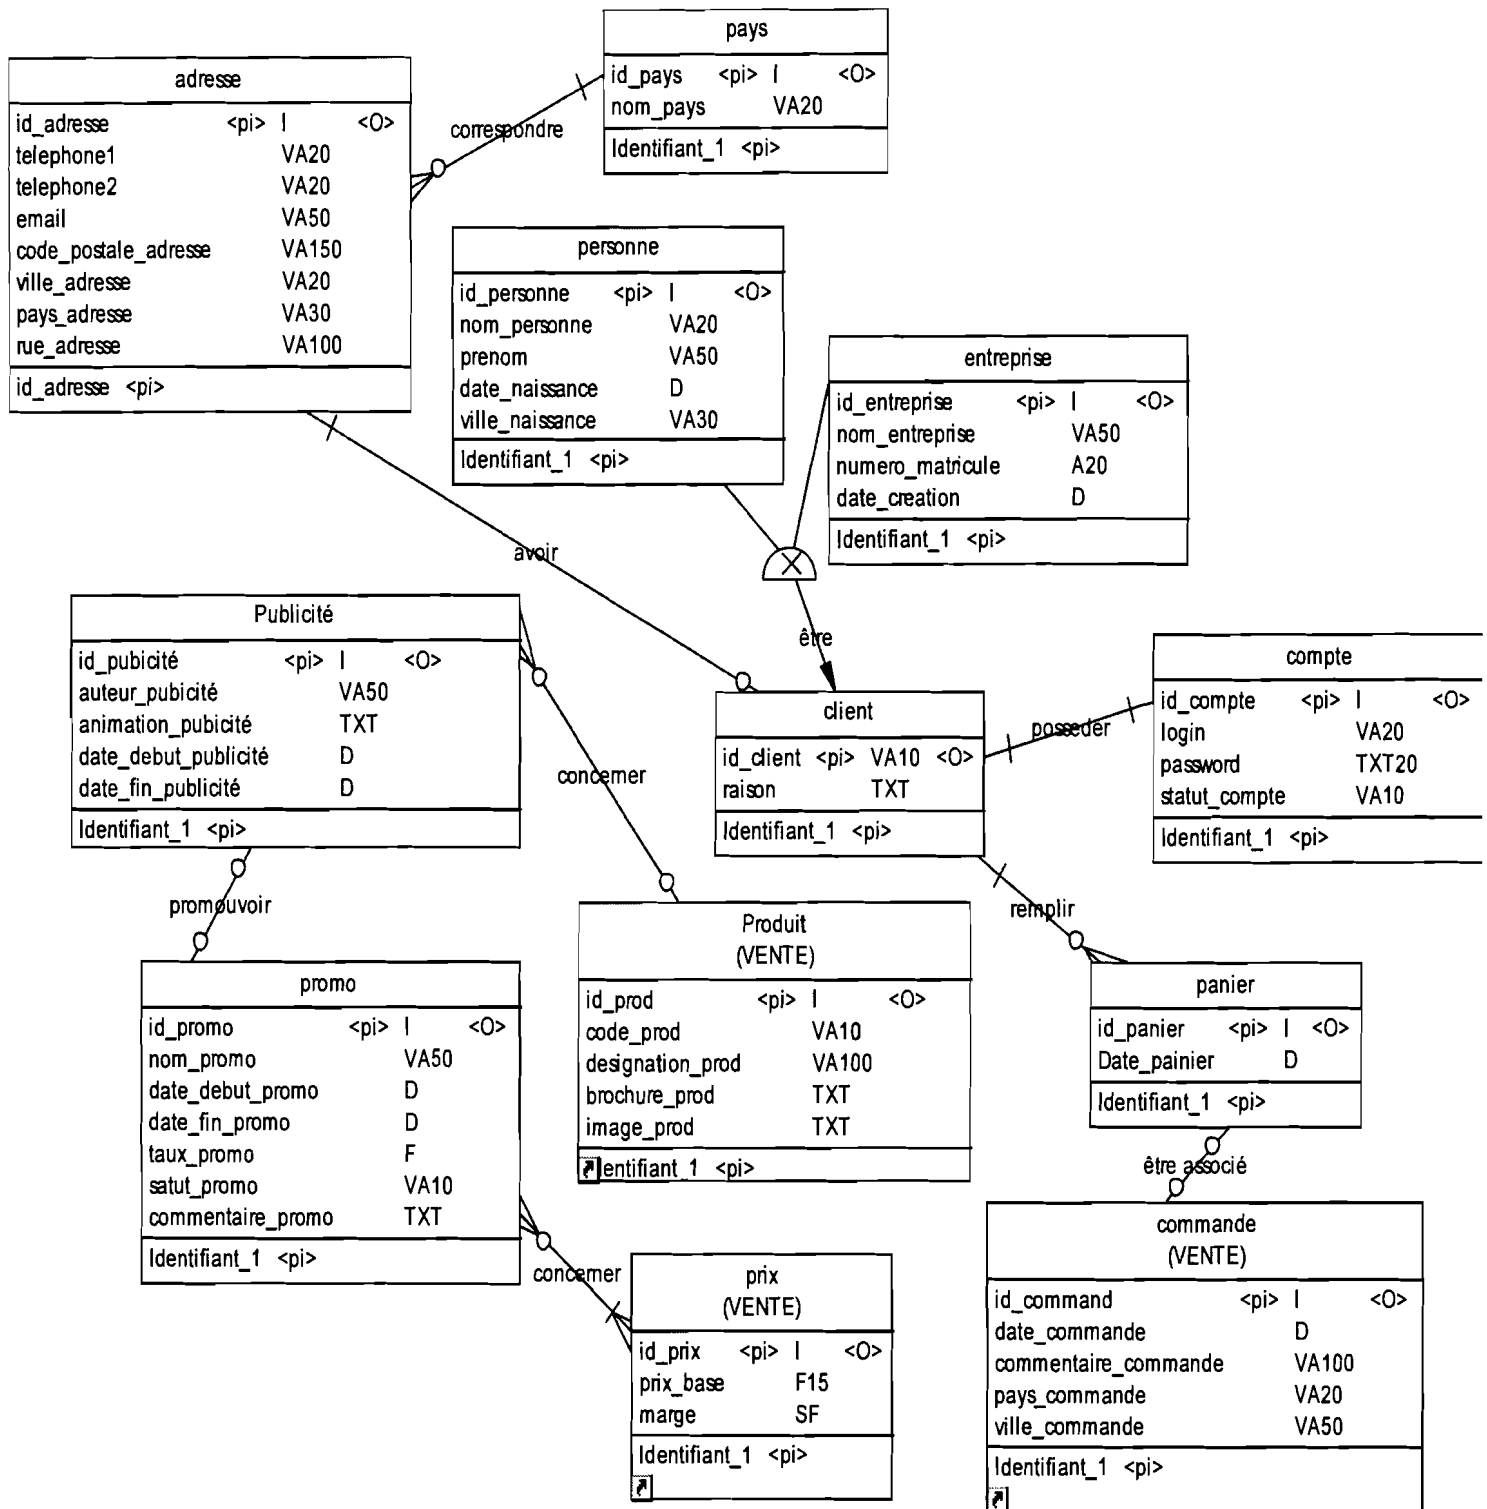 pays
id_pays <pi> I <O>
nom_pays VA20
Identifiant_1 <pi>
adresse
id_adresse <pi> I <O>
telephone1 VA20
telephone2 VA20
email VA50
code_postale_adresse VA150
ville_adresse VA20
pays_adresse VA30
rue_adresse VA100
id_adresse <pi>
correspondre
personne
id_personne <pi> I <O>
nom_personne VA20
prenom VA50
date_naissance D
ville_naissance VA30
Identifiant_1 <pi>
entreprise
id_entreprise <pi> I <O>
nom_entreprise VA50
numero_matricule A20
date_creation D
Identifiant_1 <pi>
avoir
être
Publicité
id_pubicité <pi> I <O>
auteur_pubicité VA50
animation_pubicité TXT
date_debut_publicité D
date_fin_publicité D
Identifiant_1 <pi>
concerner
client
id_client <pi> VA10 <O>
raison TXT
Identifiant_1 <pi>
posseder
compte
id_compte <pi> I <O>
login VA20
password TXT20
statut_compte VA10
Identifiant_1 <pi>
promouvoir
remplir
promo
id_promo <pi> I <O>
nom_promo VA50
date_debut_promo D
date_fin_promo D
taux_promo F
satut_promo VA10
commentaire_promo TXT
Identifiant_1 <pi>
Produit
(VENTE)
id_prod <pi> I <O>
code_prod VA10
designation_prod VA100
brochure_prod TXT
image_prod TXT
entifiant_1 <pi>
panier
id_panier <pi> I <O>
Date_painier D
Identifiant_1 <pi>
être associé
concerner
prix
(VENTE)
id_prix <pi> I <O>
prix_base F15
marge SF
Identifiant_1 <pi>
commande
(VENTE)
id_command <pi> I <O>
date_commande D
commentaire_commande VA100
pays_commande VA20
ville_commande VA50
Identifiant_1 <pi>